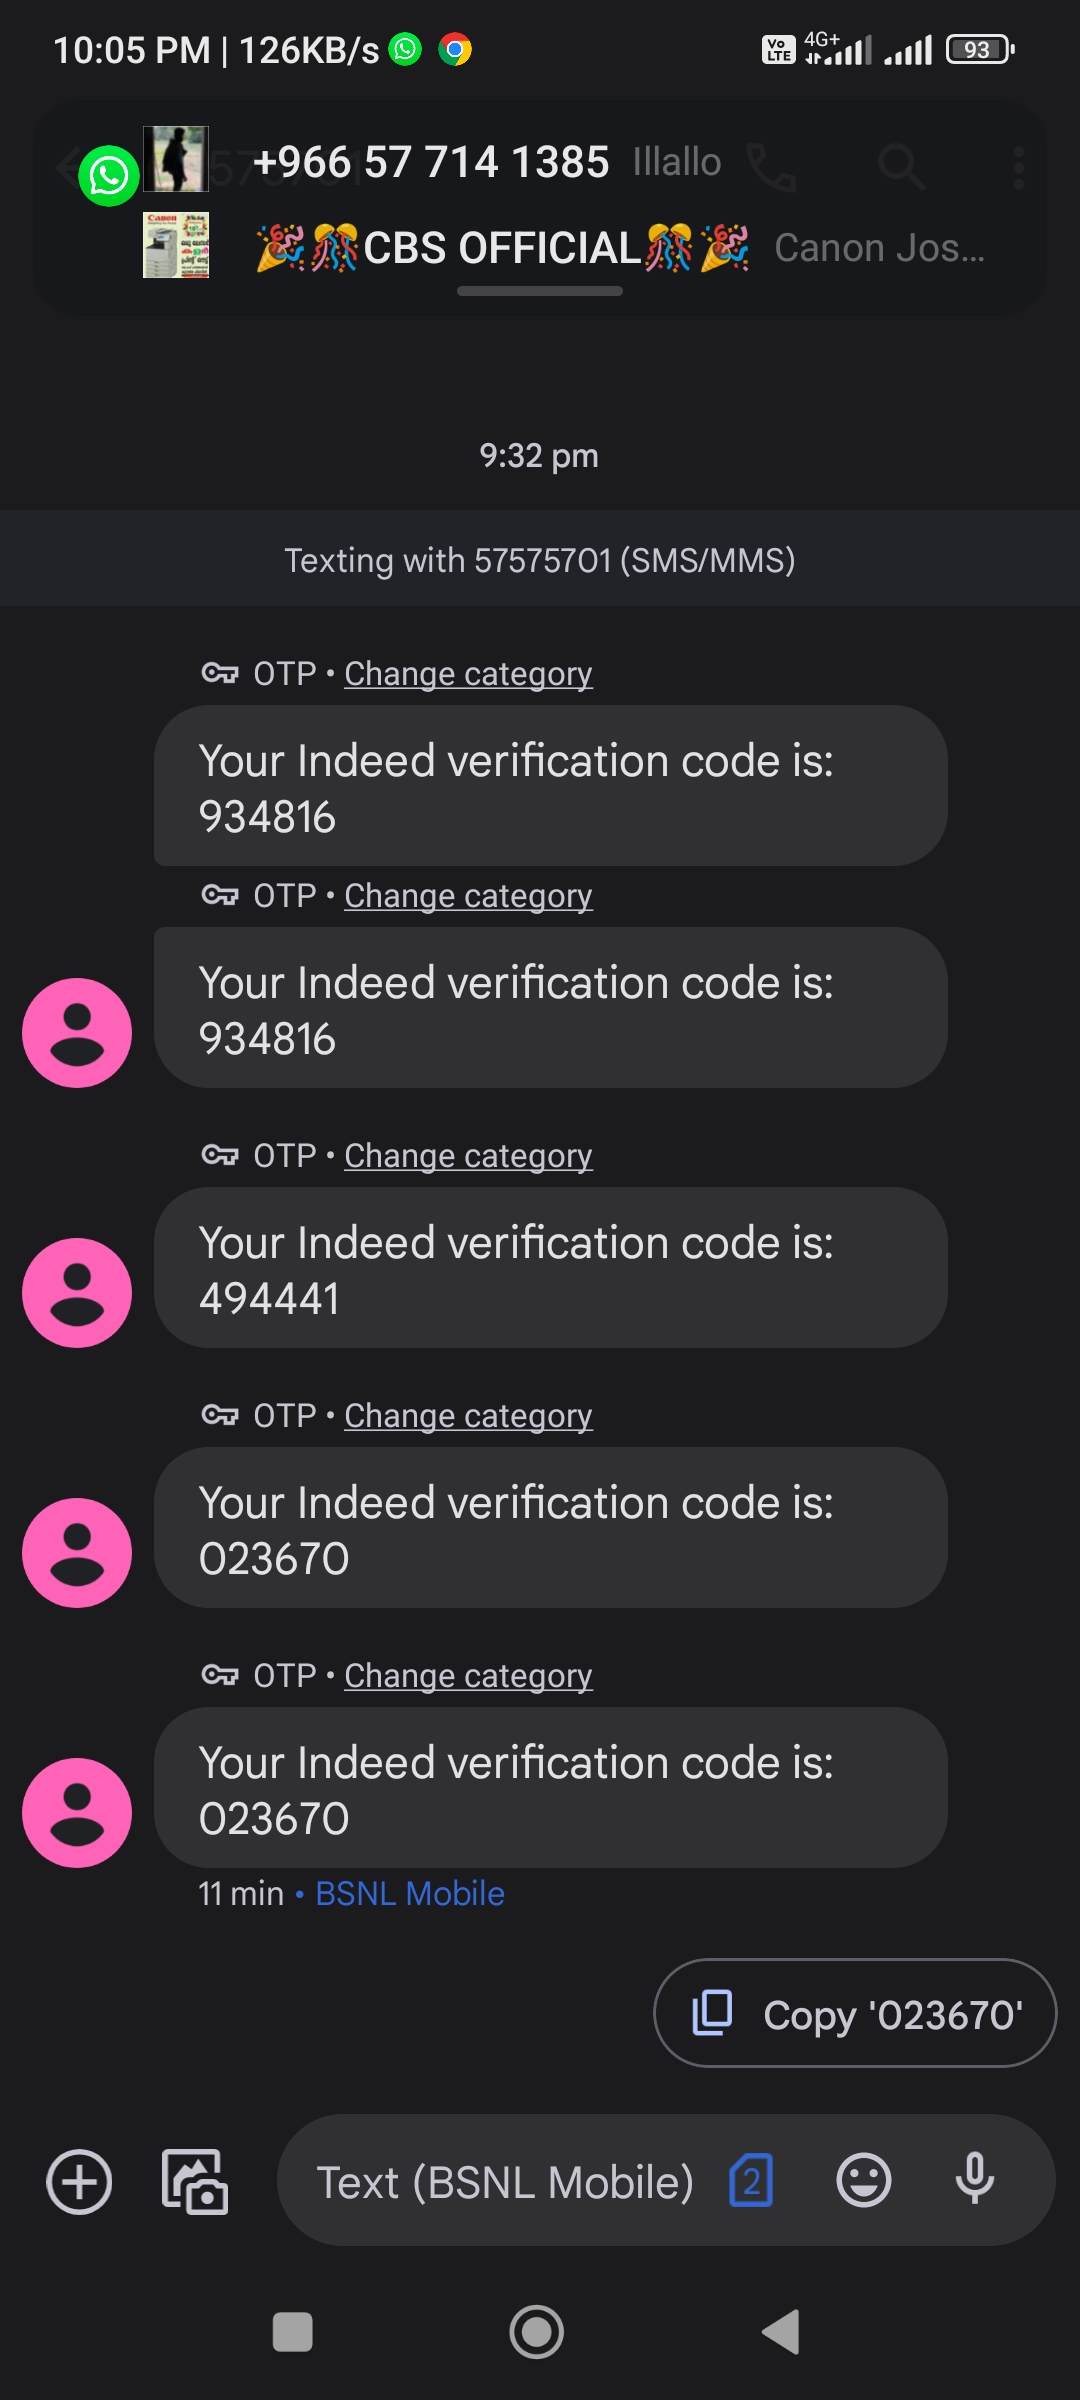 10:05 PM | 126KB/s
Vo LTE 4G+ 93
+966 57 714 1385 Illallo
🎉🎊CBS OFFICIAL🎊🎉 Canon Jos...
Canon
9:32 pm
Texting with 57575701 (SMS/MMS)
OTP • Change category
Your Indeed verification code is:
934816
OTP • Change category
Your Indeed verification code is:
934816
OTP • Change category
Your Indeed verification code is:
494441
OTP • Change category
Your Indeed verification code is:
023670
OTP • Change category
Your Indeed verification code is:
023670
11 min • BSNL Mobile
Copy '023670'
Text (BSNL Mobile) 2